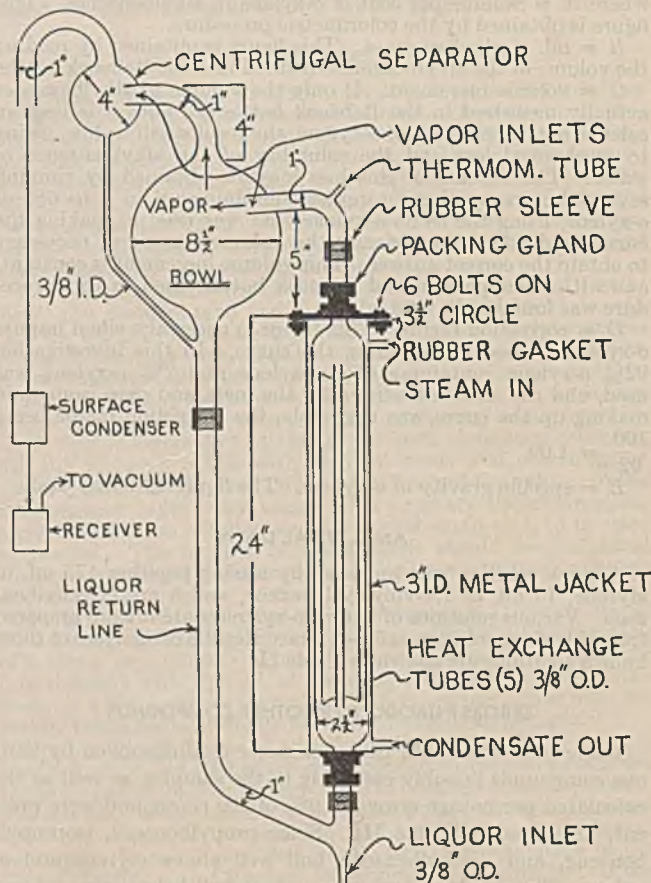 1"
CENTRIFUGAL SEPARATOR
4"
1"
4"
VAPOR INLETS
1"
THERMOM. TUBE
VAPOR
RUBBER SLEEVE
8½"
5"
PACKING GLAND
BOWL
3/8" I.D.
6 BOLTS ON
3½" CIRCLE
RUBBER GASKET
STEAM IN
SURFACE
CONDENSER
TO VACUUM
RECEIVER
24"
LIQUOR
RETURN
LINE
3" I.D. METAL JACKET
HEAT EXCHANGE
TUBES (5) 3/8" O.D.
2½"
CONDENSATE OUT
1"
LIQUOR INLET
3/8" O.D.